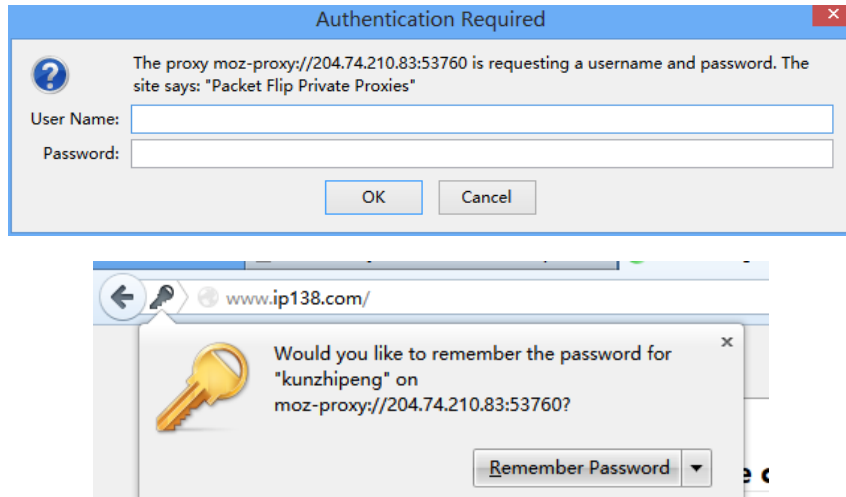 Authentication Required
The proxy moz-proxy://204.74.210.83:53760 is requesting a username and password. The
site says: "Packet Flip Private Proxies"
User Name:
Password:
OK Cancel
www.ip138.com/
Would you like to remember the password for
"kunzhipeng" on
moz-proxy://204.74.210.83:53760?
Remember Password